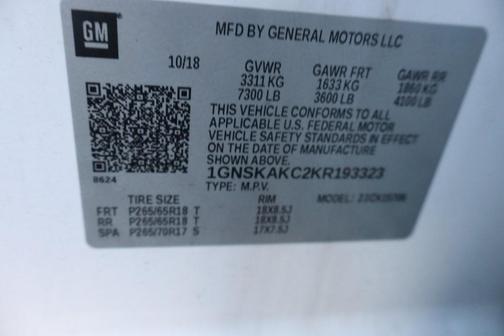 GM
MFD BY GENERAL MOTORS LLC
10/18 GVWR GAWR FRT GAWR RR
3311 KG 1633 KG 1860 KG
7300 LB 3600 LB 4100 LB
THIS VEHICLE CONFORMS TO ALL
APPLICABLE U.S. FEDERAL MOTOR
VEHICLE SAFETY STANDARDS IN EFFECT
ON THE DATE OF MANUFACTURE SHOWN ABOVE.
8624 1GNSKAKC2KR193323
TYPE: M.P.V. MODEL:
TIRE SIZE RIM
FRT P265/65R18 T 18X8.5J
RR P265/65R18 T 18X8.5J
SPA P265/70R17 S 17X7.5J